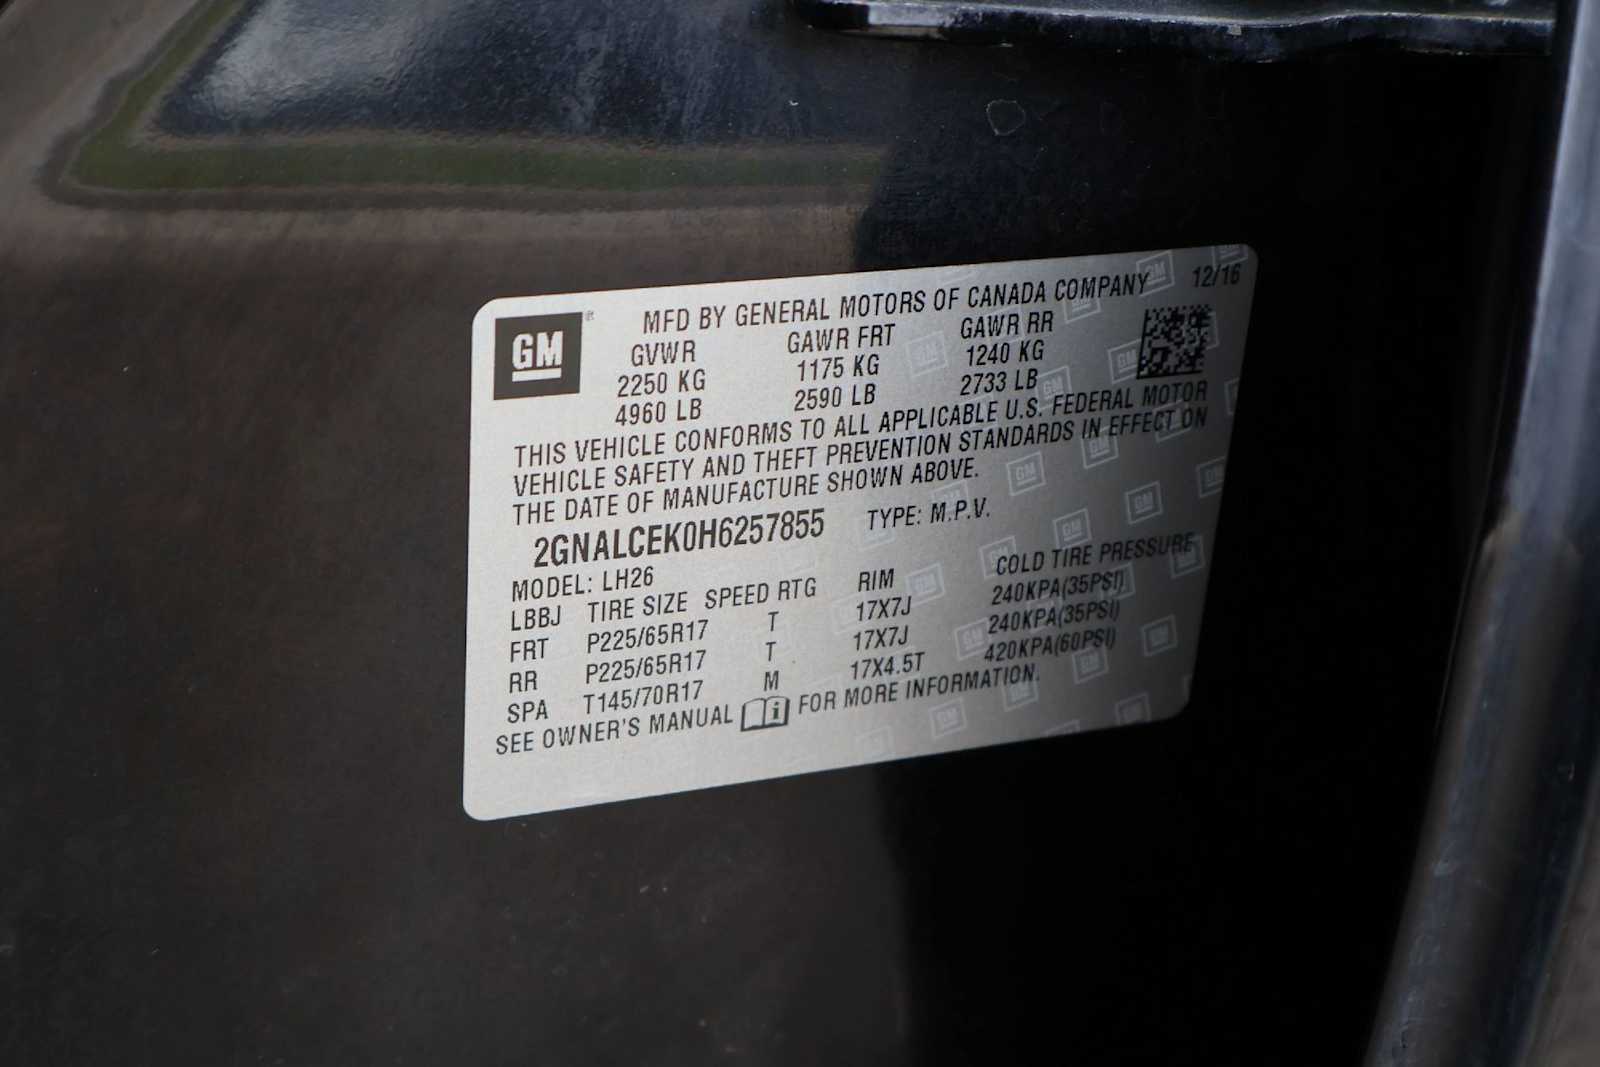 GM ® MFD BY GENERAL MOTORS OF CANADA COMPANY 12/16
GVWR GAWR FRT GAWR RR
2250 KG 1175 KG 1240 KG
4960 LB 2590 LB 2733 LB
THIS VEHICLE CONFORMS TO ALL APPLICABLE U.S. FEDERAL MOTOR
VEHICLE SAFETY AND THEFT PREVENTION STANDARDS IN EFFECT ON
THE DATE OF MANUFACTURE SHOWN ABOVE.
2GNALCEK0H6257855 TYPE: M.P.V.
MODEL: LH26
LBBJ TIRE SIZE SPEED RTG RIM COLD TIRE PRESSURE
FRT P225/65R17 T 17X7J 240KPA(35PSI)
RR P225/65R17 T 17X7J 240KPA(35PSI)
SPA T145/70R17 M 17X4.5T 420KPA(60PSI)
SEE OWNER'S MANUAL i FOR MORE INFORMATION.